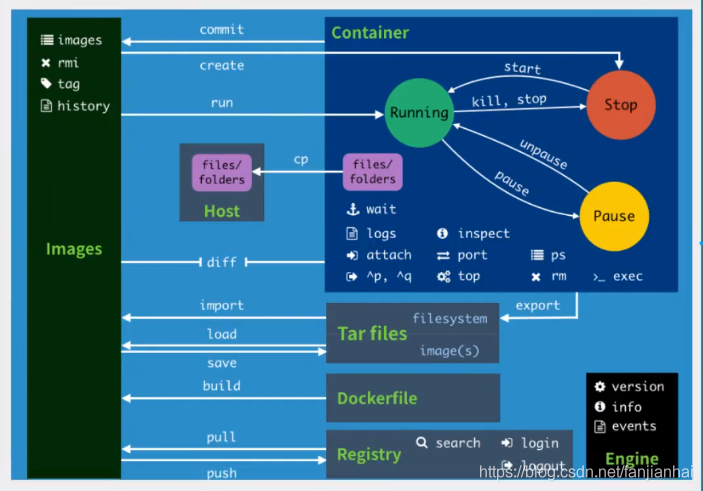 commit
Container
images
rmi
create
start
tag
history
run
Running
kill, stop
Stop
unpause
cp
files/
folders
files/
folders
pause
Host
wait
Pause
logs
inspect
Images
attach
port
ps
diff
^p, ^q
top
rm
>_ exec
import
filesystem
export
load
Tar files
image(s)
save
build
Dockerfile
version
info
events
pull
Registry
search
login
logout
push
Engine
https://blog.csdn.net/fanjianhai